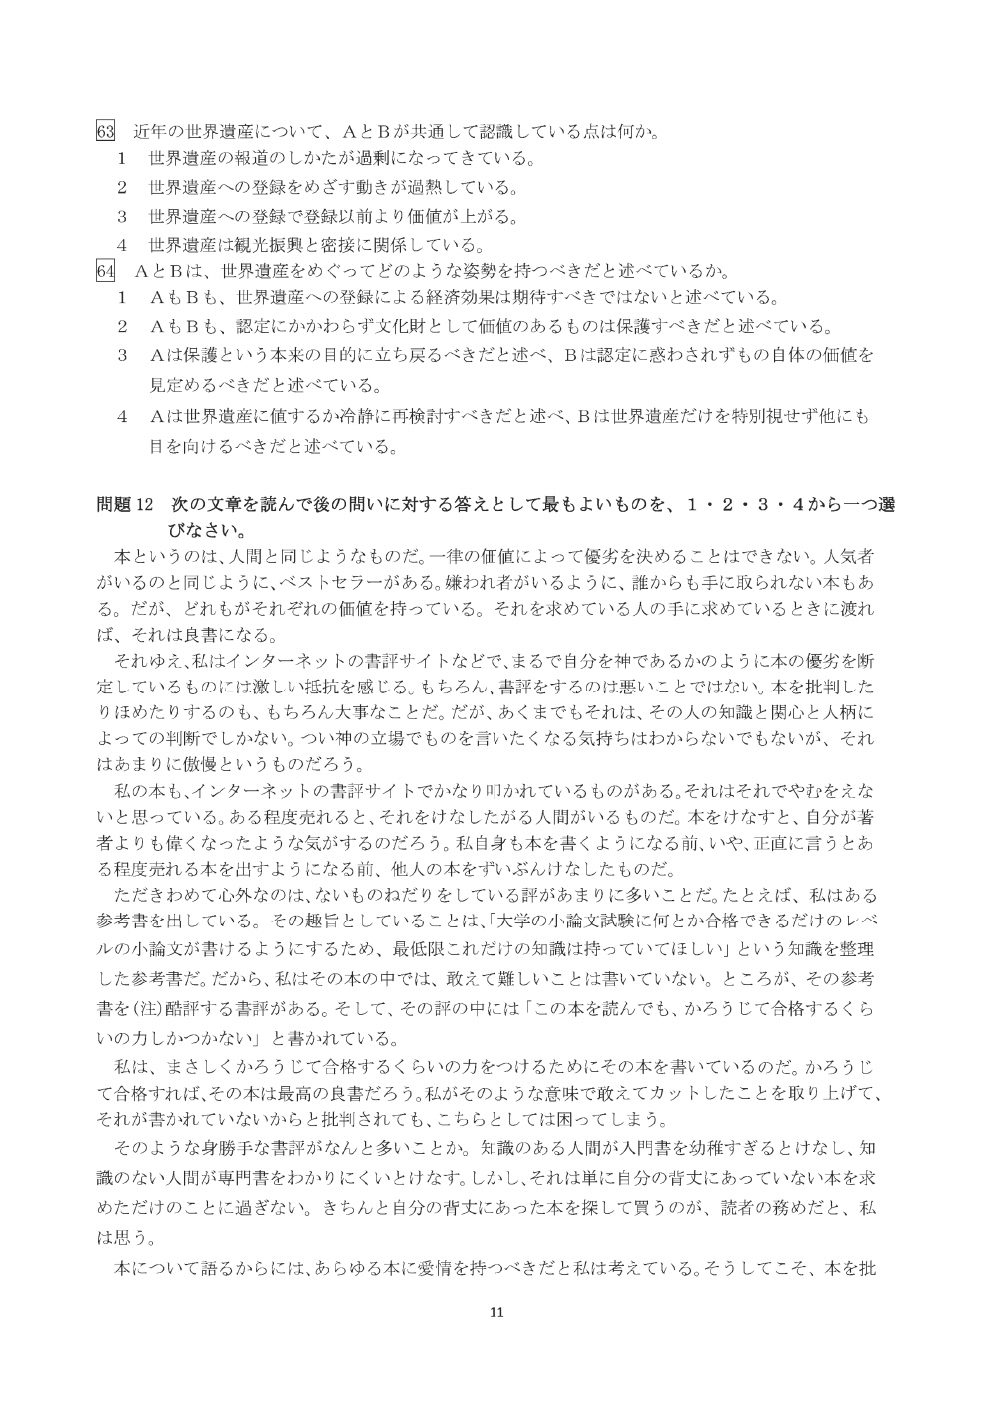 63　近年の世界遺産について、AとBが共通して認識している点は何か。
1　世界遺産の報道のしかたが過剰になってきている。
2　世界遺産への登録をめざす動きが過熱している。
3　世界遺産への登録で登録以前より価値が上がる。
4　世界遺産は観光振興と密接に関係している。
64　AとBは、世界遺産をめぐってどのような姿勢を持つべきだと述べているか。
1　AもBも、世界遺産への登録による経済効果は期待すべきではないと述べている。
2　AもBも、認定にかかわらず文化財として価値のあるものは保護すべきだと述べている。
3　Aは保護という本来の目的に立ち戻るべきだと述べ、Bは認定に惑わされずもの自体の価値を
見定めるべきだと述べている。
4　Aは世界遺産に値するか冷静に再検討すべきだと述べ、Bは世界遺産だけを特別視せず他にも
目を向けるべきだと述べている。
問題12　次の文章を読んで後の問いに対する答えとして最もよいものを、1・2・3・4から一つ選
びなさい。
本というのは、人間と同じようなものだ。一律の価値によって優劣を決めることはできない。人気者
がいるのと同じように、ベストセラーがある。嫌われ者がいるように、誰からも手に取られない本もあ
る。だが、どれもがそれぞれの価値を持っている。それを求めている人の手に求めているときに渡れ
ば、それは良書になる。
それゆえ、私はインターネットの書評サイトなどで、まるで自分を神であるかのように本の優劣を断
定しているものには激しい抵抗を感じる。もちろん、書評をするのは悪いことではない。本を批判した
りほめたりするのも、もちろん大事なことだ。だが、あくまでもそれは、その人の知識と関心と人柄に
よっての判断でしかない。つい神の立場でものを言いたくなる気持ちはわからないでもないが、それ
はあまりに傲慢というものだろう。
私の本も、インターネットの書評サイトでかなり叩かれているものがある。それはそれでやむをえな
いと思っている。ある程度売れると、それをけなしたがる人間がいるものだ。本をけなすと、自分が著
者よりも偉くなったような気がするのだろう。私自身も本を書くようになる前、いや、正直に言うとあ
る程度売れる本を出すようになる前、他人の本をずいぶんけなしたものだ。
ただきわめて心外なのは、ないものねだりをしている評があまりに多いことだ。たとえば、私はある
参考書を出している。その趣旨としていることは、「大学の小論文試験に何とか合格できるだけのレベ
ルの小論文が書けるようにするため、最低限これだけの知識は持っていてほしい」という知識を整理
した参考書だ。だから、私はその本の中では、敢えて難しいことは書いていない。ところが、その参考
書を(注)酷評する書評がある。そして、その評の中には「この本を読んでも、かろうじて合格するくら
いの力しかつかない」と書かれている。
私は、まさしくかろうじて合格するくらいの力をつけるためにその本を書いているのだ。かろうじ
て合格すれば、その本は最高の良書だろう。私がそのような意味で敢えてカットしたことを取り上げて、
それが書かれていないからと批判されても、こちらとしては困ってしまう。
そのような身勝手な書評がなんと多いことか。知識のある人間が入門書を幼稚すぎるとけなし、知
識のない人間が専門書をわかりにくいとけなす。しかし、それは単に自分の背丈にあっていない本を求
めただけのことに過ぎない。きちんと自分の背丈にあった本を探して買うのが、読者の務めだと、私
は思う。
本について語るからには、あらゆる本に愛情を持つべきだと私は考えている。そうしてこそ、本を批
11